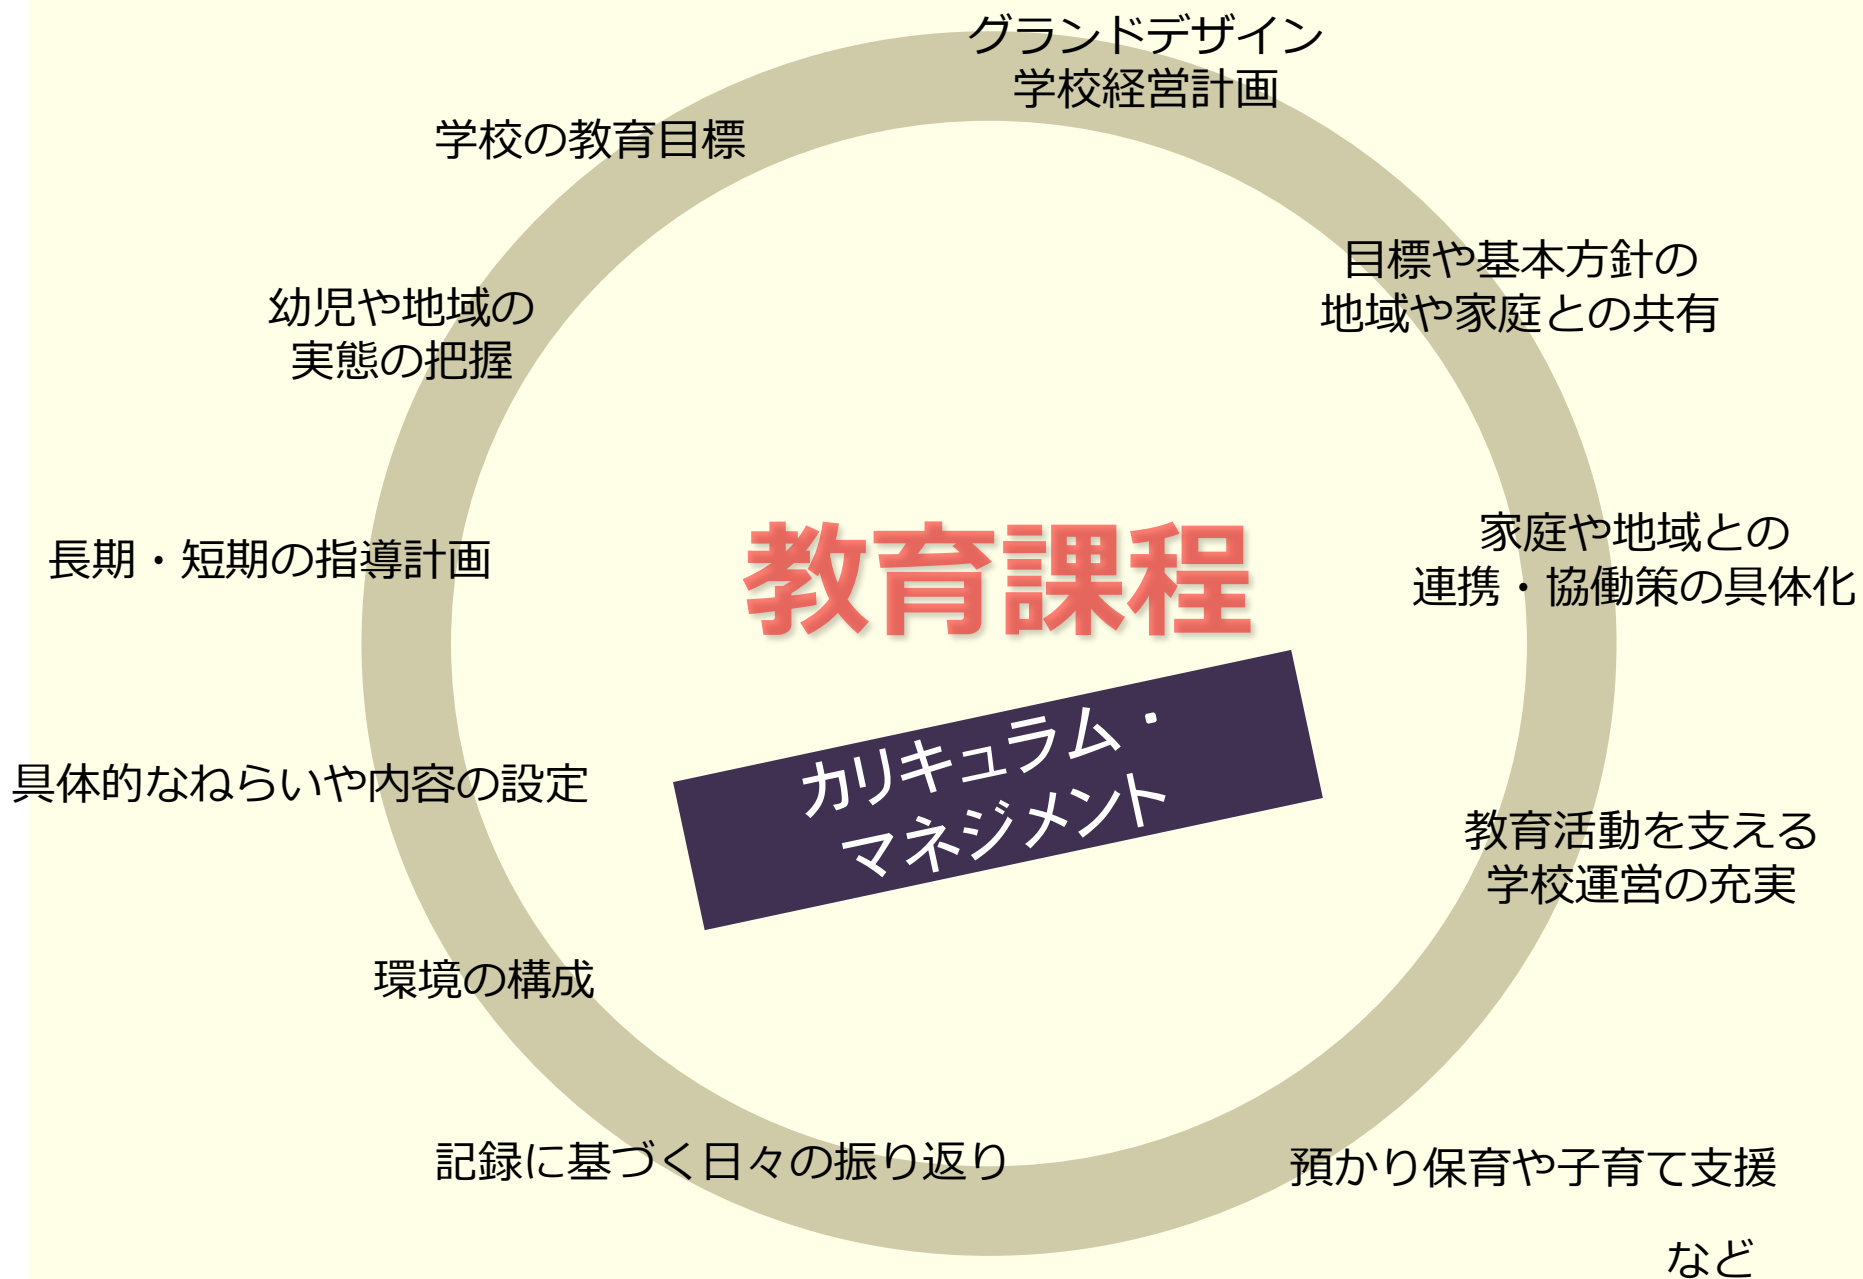 グランドデザイン
学校経営計画
学校の教育目標
目標や基本方針の
地域や家庭との共有
幼児や地域の
実態の把握
家庭や地域との
連携・協働策の具体化
長期・短期の指導計画
教育課程
カリキュラム・
マネジメント
具体的なねらいや内容の設定
教育活動を支える
学校運営の充実
環境の構成
記録に基づく日々の振り返り
預かり保育や子育て支援
など